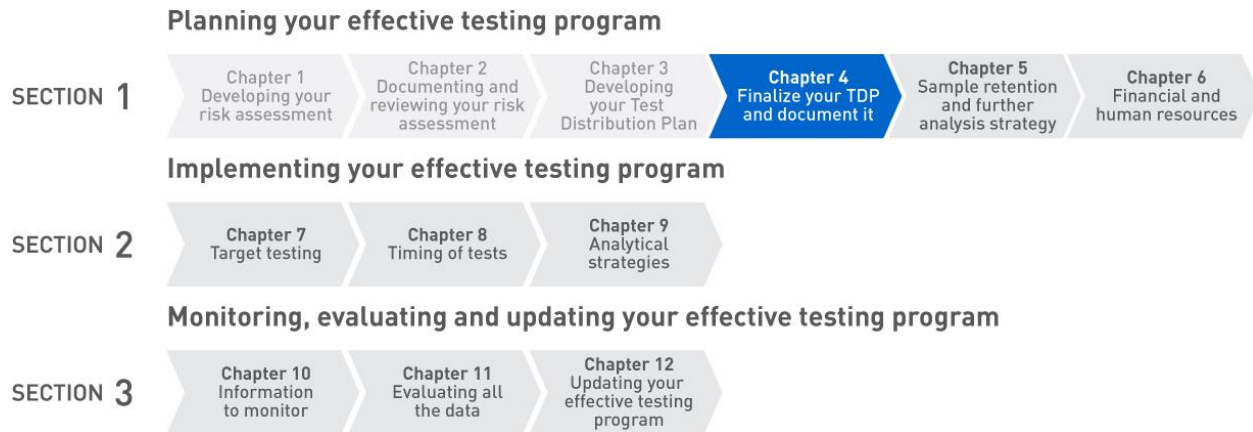 Planning your effective testing program
SECTION 1
Chapter 1
Developing your
risk assessment
Chapter 2
Documenting and
reviewing your risk
assessment
Chapter 3
Developing
your Test
Distribution Plan
Chapter 4
Finalize your TDP
and document it
Chapter 5
Sample retention
and further
analysis strategy
Chapter 6
Financial and
human resources
Implementing your effective testing program
SECTION 2
Chapter 7
Target testing
Chapter 8
Timing of tests
Chapter 9
Analytical
strategies
Monitoring, evaluating and updating your effective testing program
SECTION 3
Chapter 10
Information
to monitor
Chapter 11
Evaluating all
the data
Chapter 12
Updating your
effective testing
program